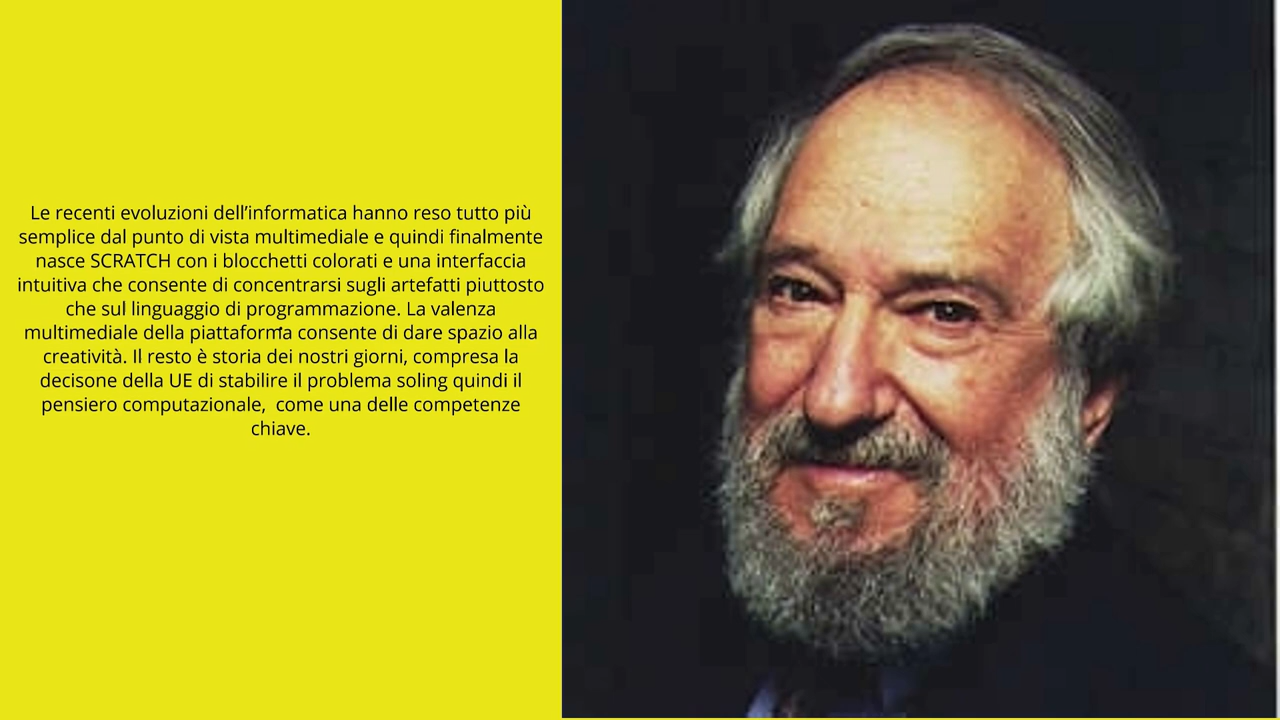 Le recenti evoluzioni dell’informatica hanno reso tutto più
semplice dal punto di vista multimediale e quindi finalmente
nasce SCRATCH con i blocchetti colorati e una interfaccia
intuitiva che consente di concentrarsi sugli artefatti piuttosto
che sul linguaggio di programmazione. La valenza
multimediale della piattaforma consente di dare spazio alla
creatività. Il resto è storia dei nostri giorni, compresa la
decisone della UE di stabilire il problema soling quindi il
pensiero computazionale,  come una delle competenze
chiave.